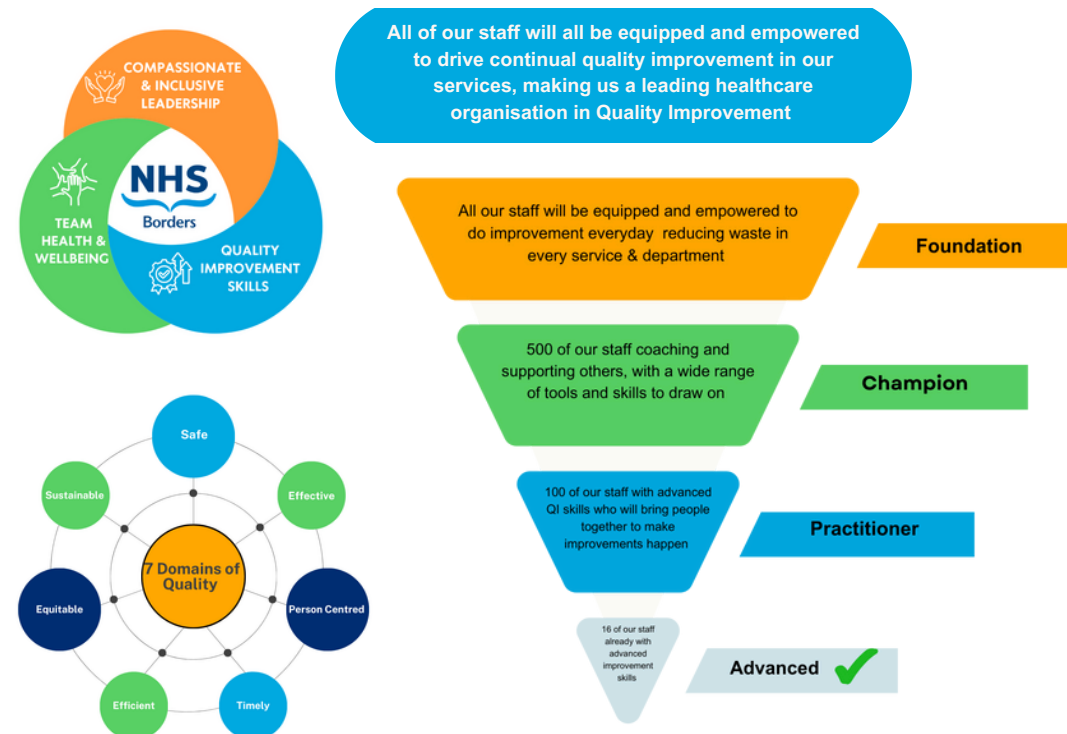 All of our staff will all be equipped and empowered
to drive continual quality improvement in our
services, making us a leading healthcare
organisation in Quality Improvement
COMPASSIONATE
& INCLUSIVE
LEADERSHIP
NHS
Borders
TEAM
HEALTH &
WELLBEING
QUALITY
IMPROVEMENT
SKILLS
All our staff will be equipped and empowered to
do improvement everyday reducing waste in
every service & department
Foundation
500 of our staff coaching and
supporting others, with a wide range
of tools and skills to draw on
Champion
100 of our staff with advanced
QI skills who will bring people
together to make
improvements happen
Practitioner
16 of our staff
already with
advanced
improvement
skills
Advanced
Safe
Sustainable
Effective
7 Domains of
Quality
Equitable
Person Centred
Efficient
Timely